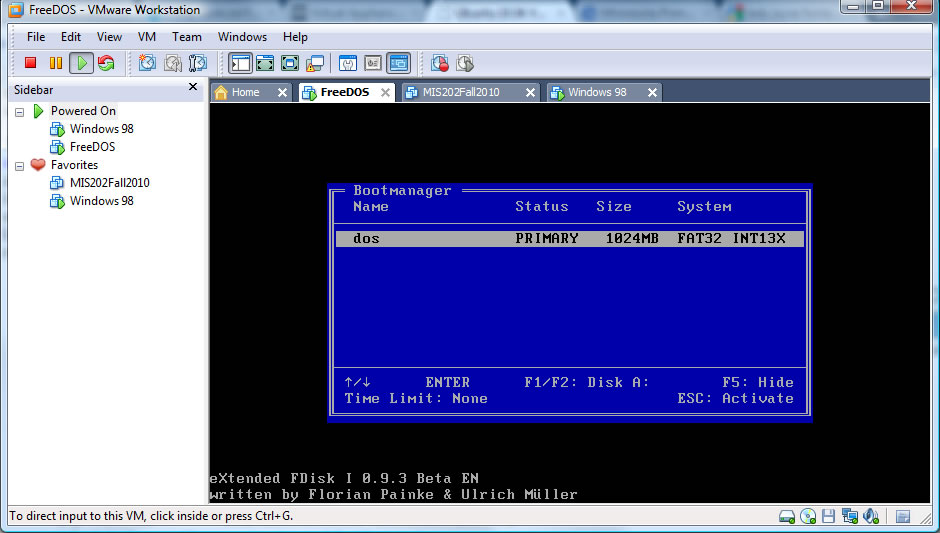 FreeDOS - VMware Workstation
File Edit View VM Team Windows Help
Sidebar
Powered On
Windows 98
FreeDOS
Favorites
MIS202Fall2010
Windows 98
Home FreeDOS MIS202Fall2010 Windows 98
Bootmanager
Name Status Size System
dos PRIMARY 1024MB FAT32 INT13X
↑/↓ ENTER F1/F2: Disk A: F5: Hide
Time Limit: None ESC: Activate
eXtended FDisk I 0.9.3 Beta EN
written by Florian Painke & Ulrich Müller
To direct input to this VM, click inside or press Ctrl+G.